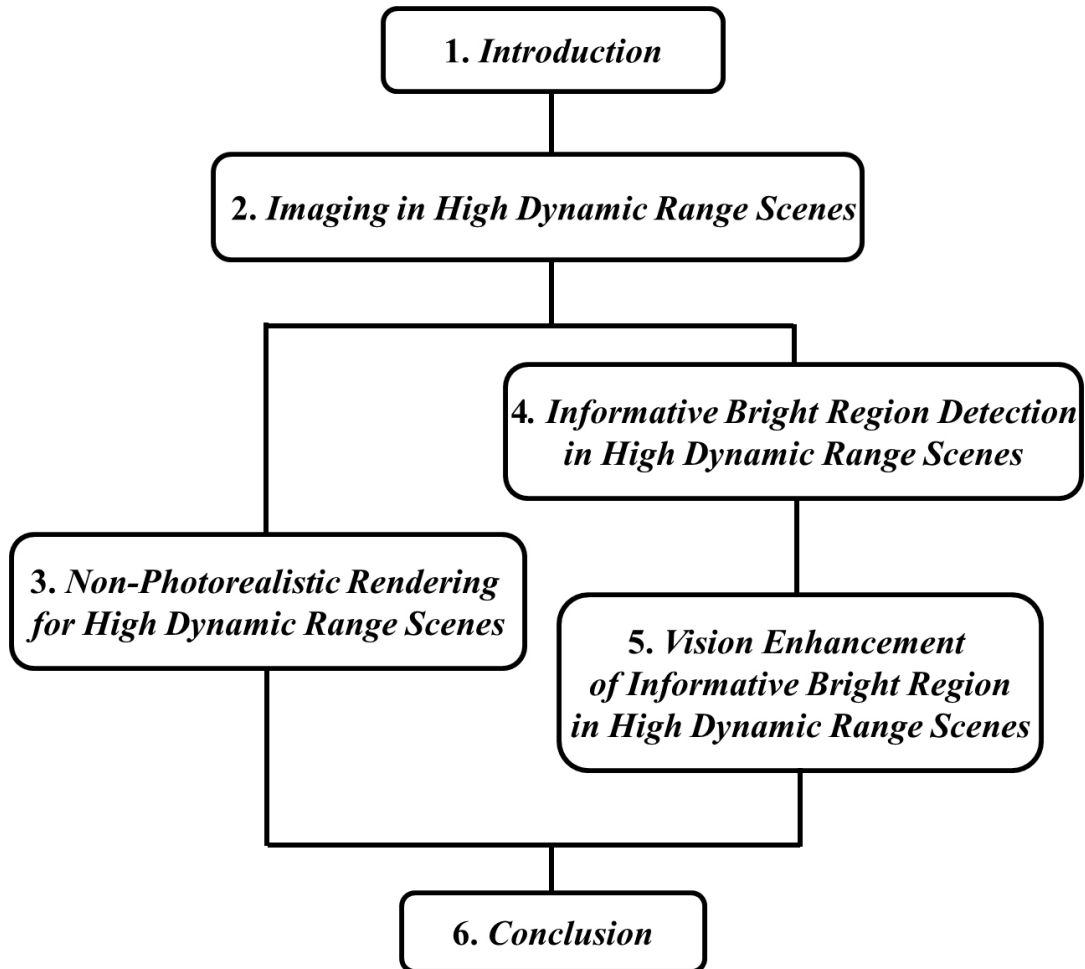 1. Introduction
2. Imaging in High Dynamic Range Scenes
3. Non-Photorealistic Rendering
for High Dynamic Range Scenes
4. Informative Bright Region Detection
in High Dynamic Range Scenes
5. Vision Enhancement
of Informative Bright Region
in High Dynamic Range Scenes
6. Conclusion